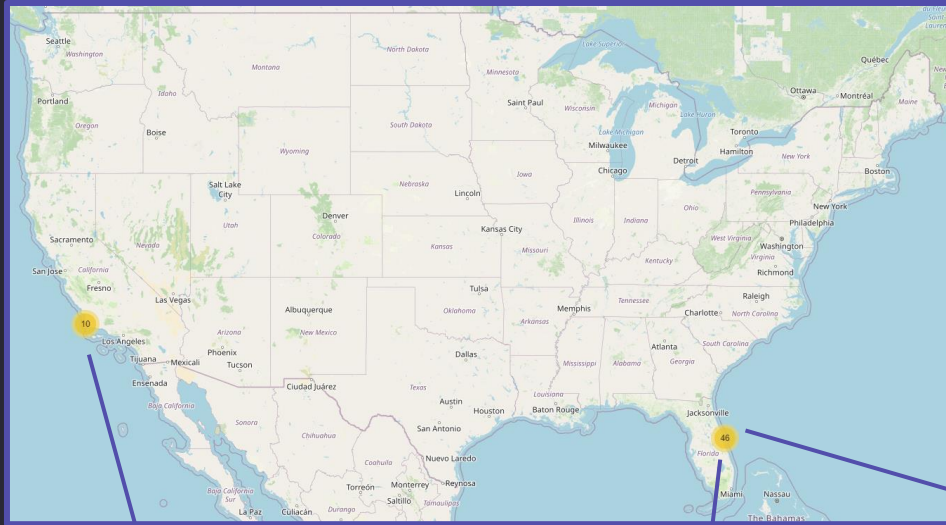 Seattle
Washington
Montana
North Dakota
Minnesota
Lake Superior
Québec
Ottawa
Montréal
Maine
Portland
Oregon
Idaho
Boise
Saint Paul
Wisconsin
Michigan
Lake Huron
Toronto
Hamilton
South Dakota
Wyoming
Lake Michigan
Milwaukee
Chicago
Detroit
New York
Boston
Salt Lake
City
Nebraska
Lincoln
Iowa
Pennsylvania
New York
Philadelphia
Denver
Colorado
Utah
Nevada
Sacramento
Kansas City
Kansas
Missouri
Illinois
Indiana
Ohio
West Virginia
Washington
Virginia
Richmond
San Jose
California
Fresno
Las Vegas
Kentucky
Tulsa
Oklahoma
Albuquerque
New Mexico
Arizona
Memphis
Tennessee
Arkansas
Raleigh
Charlotte
North Carolina
10
Los Angeles
Tijuana
Mexicali
Phoenix
Tucson
Ensenada
Baja California
Dallas
Texas
Mississippi
Alabama
Atlanta
Georgia
South Carolina
Ciudad Juárez
Louisiana
Austin
Houston
Baton Rouge
Jacksonville
Sonora
Chihuahua
San Antonio
46
Florida
Coahuila
Nuevo Laredo
Baja California
Sur
Torreón
Monterrey
Reynosa
Saltillo
Tamaulipas
Durango
La Paz
Culiacán
Miami
Nassau
The Bahamas